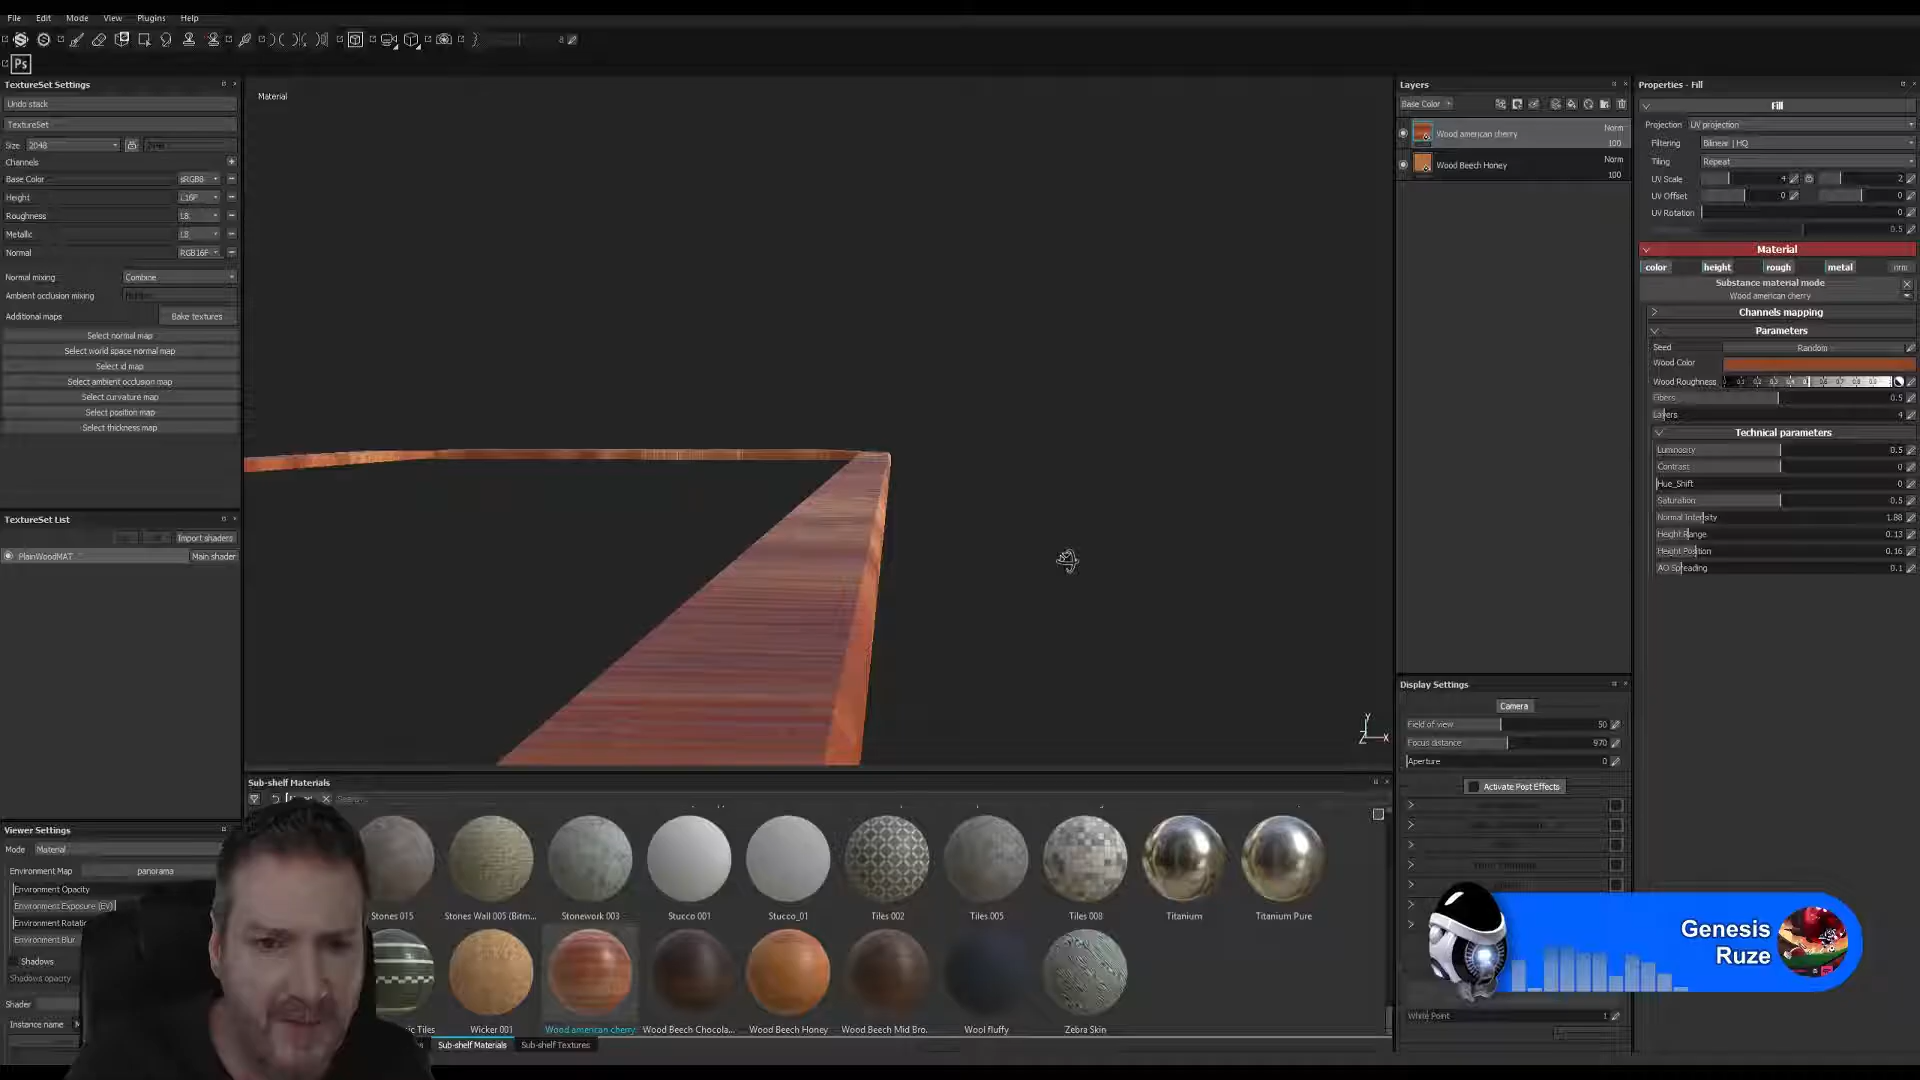 File Edit Mode View Plugins Help
Ps
TextureSet Settings
Undo stack
TextureSet
Size 2048
Channels
Base Color sRGB8
Height L16F
Roughness L8
Metallic L8
Normal RGB16F
Normal mixing Combine
Ambient occlusion mixing
Additional maps Bake textures
Select normal map
Select world space normal map
Select id map
Select ambient occlusion map
Select curvature map
Select position map
Select thickness map
TextureSet List
Import shaders
PlainWoodMAT Main shader
Viewer Settings
Mode Material
Environment Map panorama
Environment Opacity
Environment Exposure (EV)
Environment Rotatio
Environment Blur
Shadows
Shadows opacity
Shader
Instance name M
Material
Y
Z X
Sub-shelf Materials
Stones 015 Stones Wall 005 (Bitm... Stonework 003 Stucco 001 Stucco_01 Tiles 002 Tiles 005 Tiles 008 Titanium Titanium Pure
ic Tiles Wicker 001 Wood american cherry Wood Beech Chocola... Wood Beech Honey Wood Beech Mid Bro... Wool fluffy Zebra Skin
Sub-shelf Materials Sub-shelf Textures
Layers
Base Color
Wood american cherry Norm
100
Wood Beech Honey Norm
100
Display Settings
Camera
Field of view 50
Focus distance 970
Aperture 0
Activate Post Effects
White Point 1
Properties - Fill
Fill
Projection UV projection
Filtering Bilinear | HQ
Tiling Repeat
UV Scale 4 2
UV Offset 0 0
UV Rotation 0
0.5
Material
color height rough metal nrm
Substance material mode
Wood american cherry
Channels mapping
Parameters
Seed Random
Wood Color
Wood Roughness
Fibers 0.5
Layers 4
Technical parameters
Luminosity 0.5
Contrast 0
Hue_Shift 0
Saturation 0.5
Normal Intensity 1.88
Height Range 0.13
Height Position 0.16
AO Spreading 0.1
Genesis
Ruze